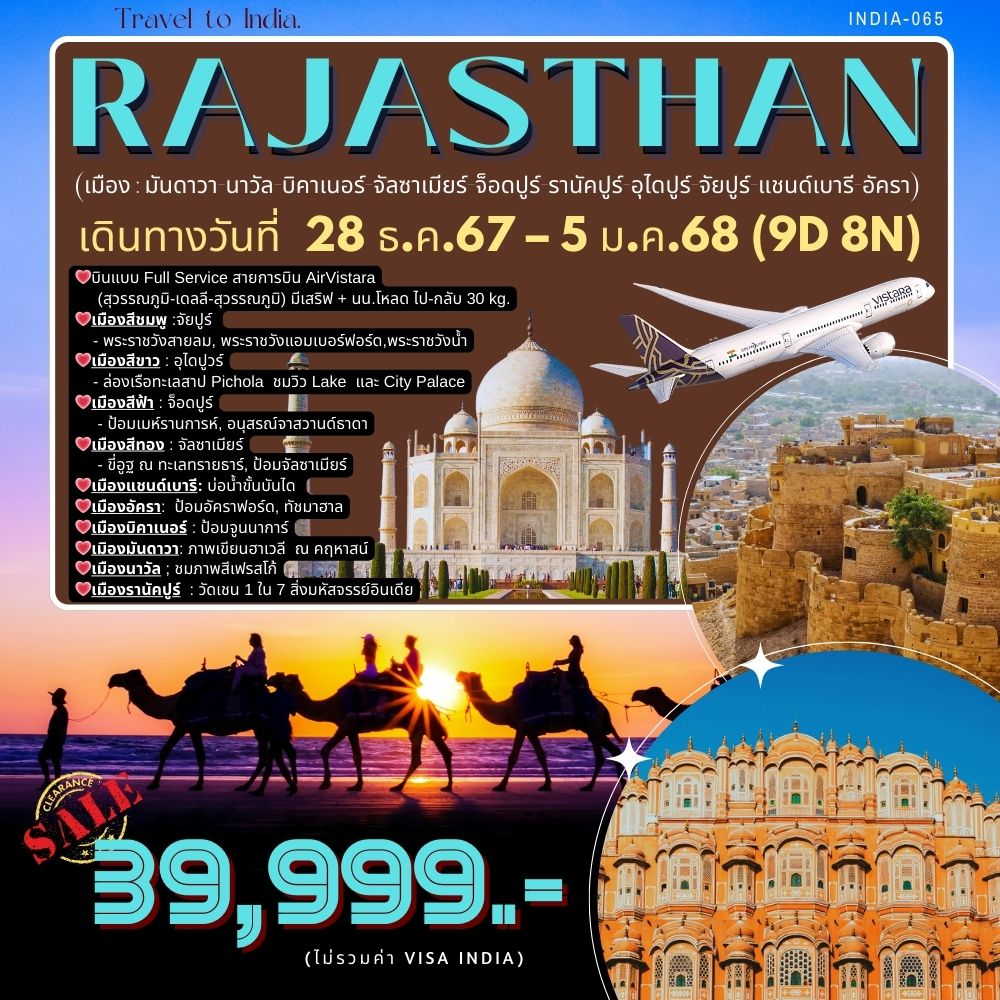 Travel to India.
INDIA-065
RAJASTHAN
(เมือง : มันดาวา นาวัล บิคาเนอร์ จัลซาเมียร์ จ็อดปูร์ รานัคปูร์ อุไดปูร์ จัยปูร์ แชนด์เบารี อัครา)
เดินทางวันที่ 28 ธ.ค.67 – 5 ม.ค.68 (9D 8N)
บินแบบ Full Service สายการบิน AirVistara
(สุวรรณภูมิ-เดลลี-สุวรรณภูมิ) มีเสริฟ + นน.โหลด ไป-กลับ 30 kg.
เมืองสีชมพู :จัยปูร์
- พระราชวังสายลม, พระราชวังแอมเบอร์ฟอร์ด,พระราชวังน้ำ
เมืองสีขาว : อุไดปูวร์
- ล่องเรือทะเลสาป Pichola ชมวิว Lake และ City Palace
เมืองสีฟ้า : จ็อดปูร์
- ป้อมเมห์รานการห์, อนุสรณ์จาสวานต์ธาดา
เมืองสีทอง : จัลซาเมียร์
- ขี่อูฐ ณ ทะเลทรายธาร์, ป้อมจัลซาเมียร์
เมืองแชนด์เบารี: บ่อน้ำขั้นบันได
เมืองอัครา: ป้อมอัคราฟอร์ด, ทัชมาฮาล
เมืองบิคาเนอร์ : ป้อมจูนนาการ์
เมิองมันดาวา: ภาพเขียนฮาเวลี ณ คฤหาสน์
เมืองนาวัล ; ชมภาพสีเฟรสโก้
เมืองรานัคปูร์ : วัดเชน 1 ใน 7 สิ่งมหัสจรรย์อินเดีย
vistara
CLEARANCE
SALE
39,999.-
(ไม่รวมค่า VISA INDIA)